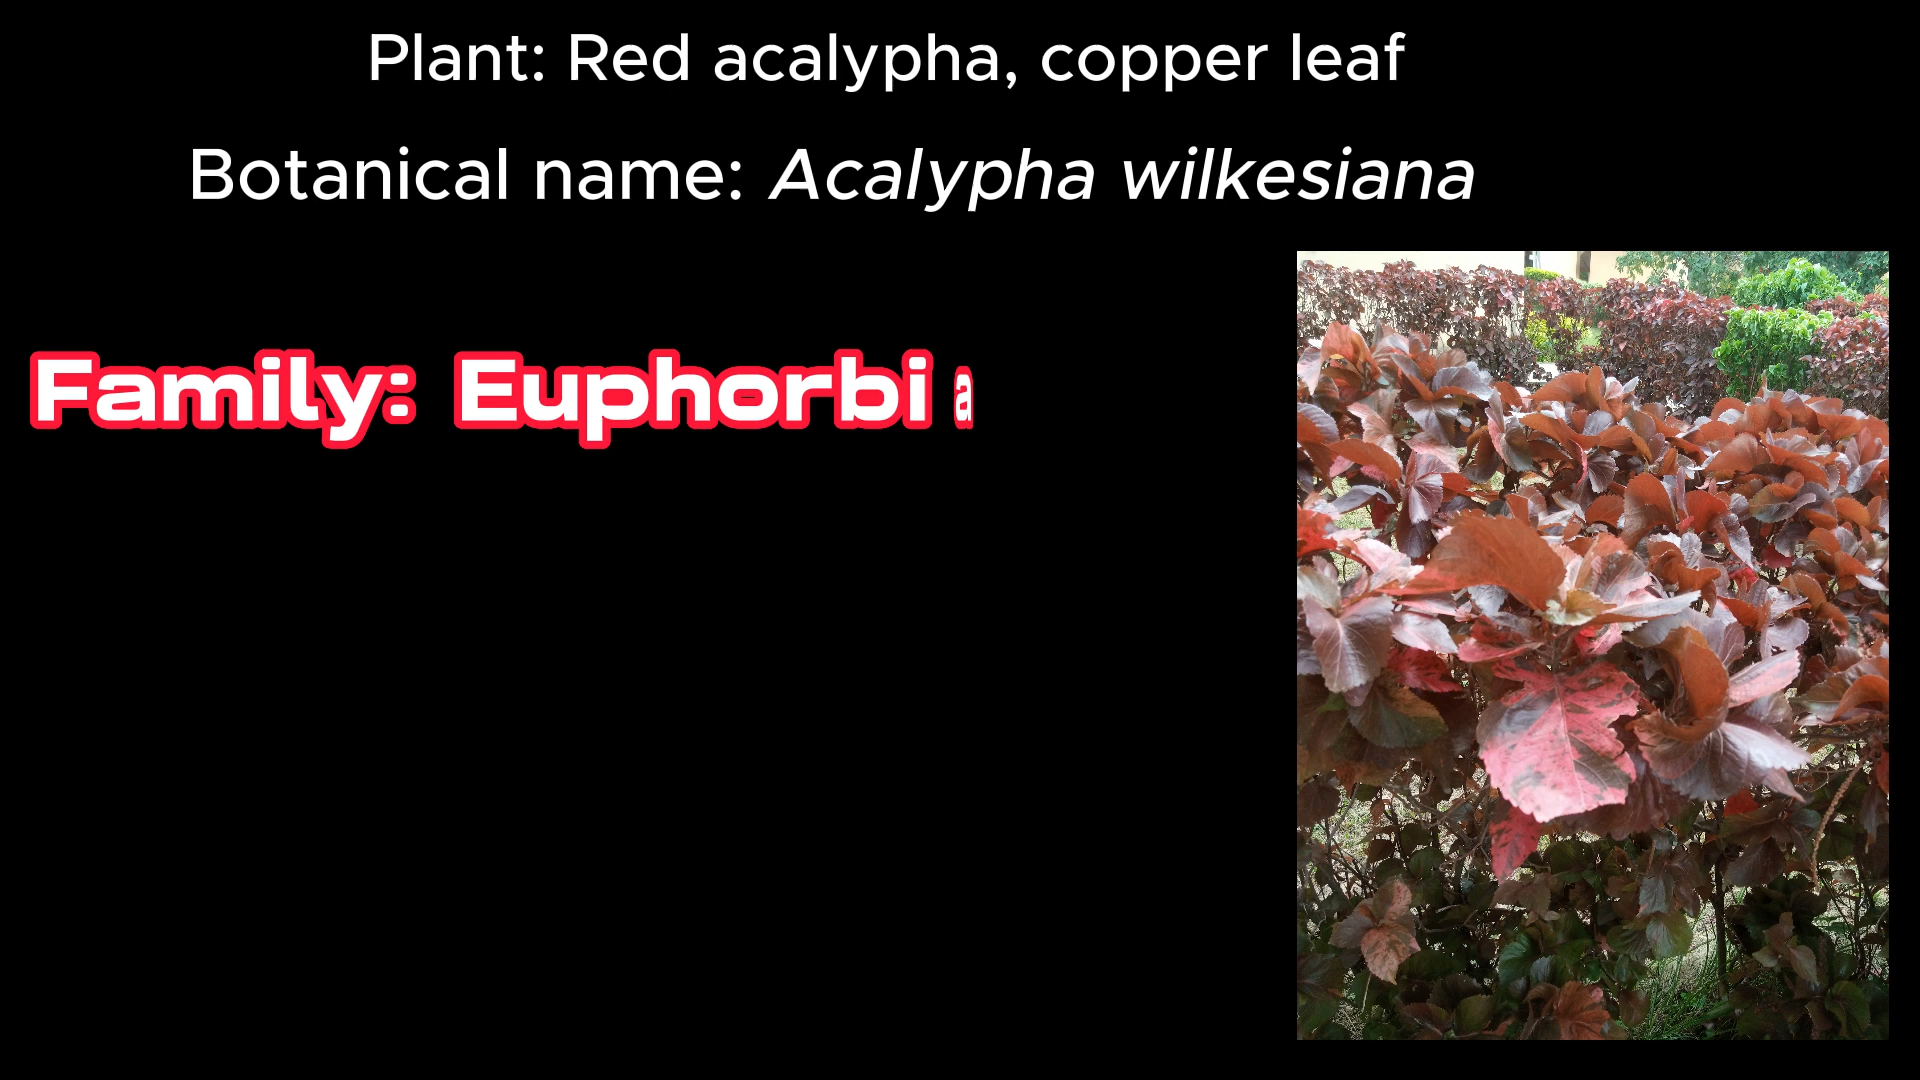 Plant: Red acalypha, copper leaf
Botanical name: Acalypha wilkesiana
Family: Euphorbi a